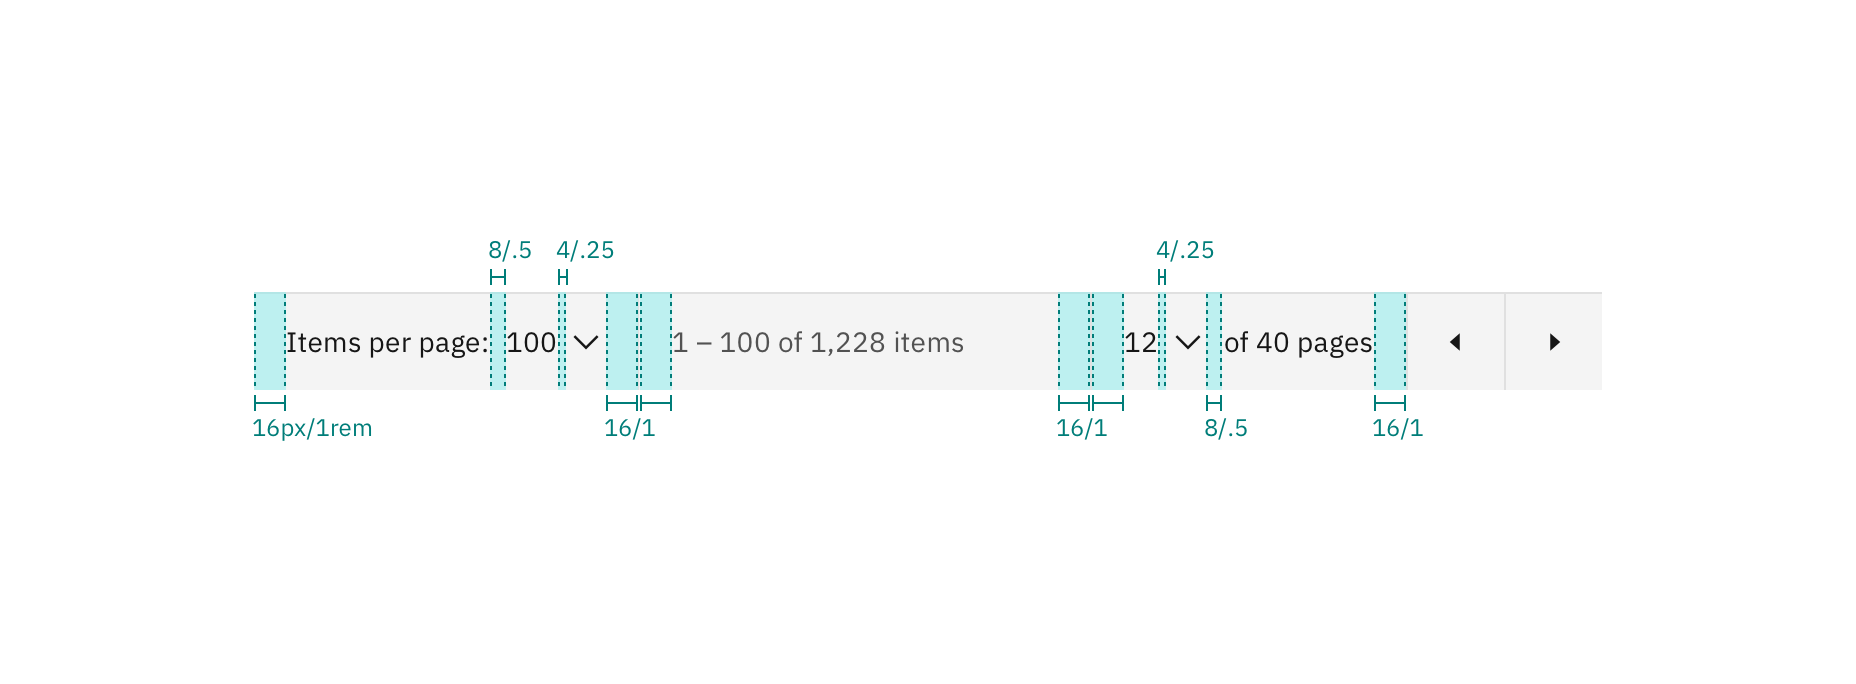 8/.5 4/.25 4/.25
Items per page: 100 1 – 100 of 1,228 items 12 of 40 pages
16px/1rem 16/1 16/1 8/.5 16/1